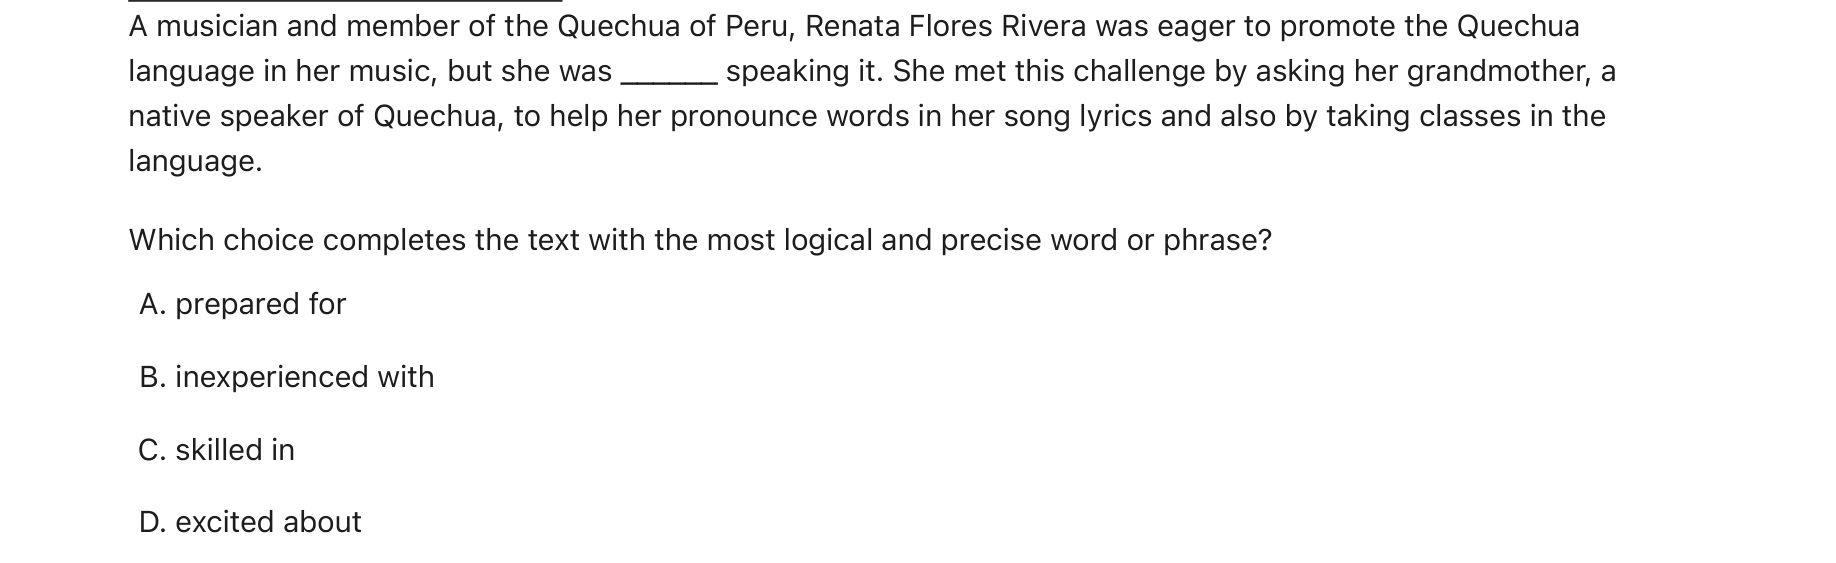 A musician and member of the Quechua of Peru, Renata Flores Rivera was eager to promote the Quechua
language in her music, but she was ______ speaking it. She met this challenge by asking her grandmother, a
native speaker of Quechua, to help her pronounce words in her song lyrics and also by taking classes in the
language.
Which choice completes the text with the most logical and precise word or phrase?
A. prepared for
B. inexperienced with
C. skilled in
D. excited about